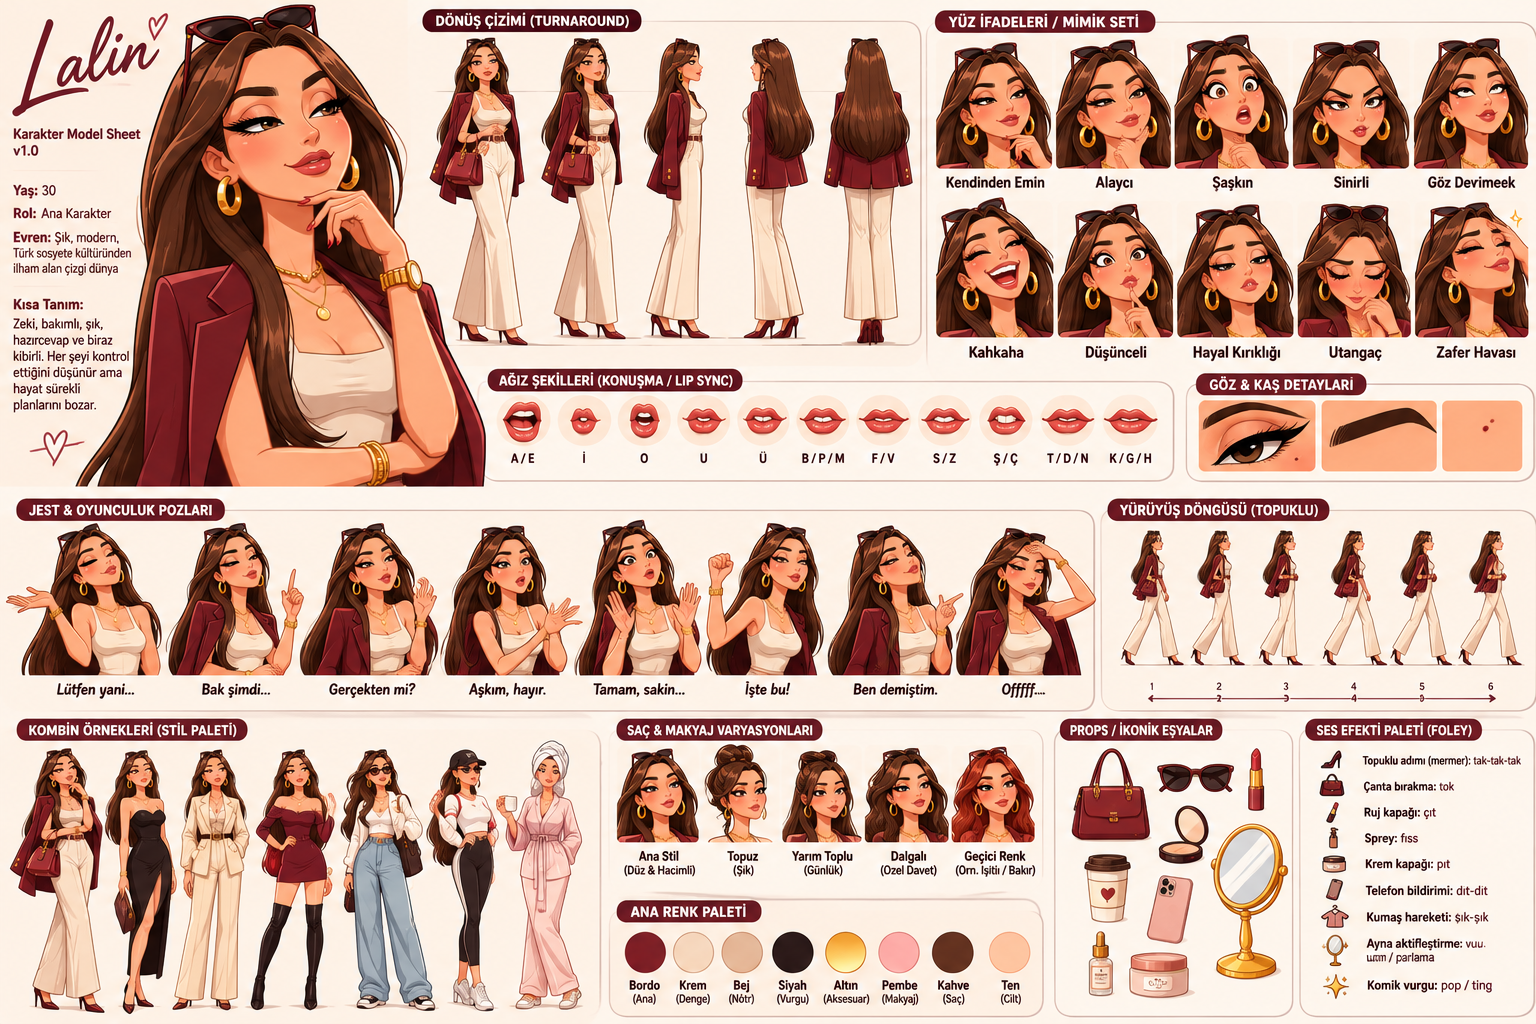 Lalin
Karakter Model Sheet
v1.0
Yaş: 30
Rol: Ana Karakter
Evren: Şık, modern,
Türk sosyete kültüründen
ilham alan çizgi dünya
Kısa Tanım:
Zeki, bakımlı, şık,
hazırcevap ve biraz
kibirli. Her şeyi kontrol
ettiğini düşünür ama
hayat sürekli
planlarını bozar.
DÖNÜŞ ÇİZİMİ (TURNAROUND)
YÜZ İFADELERİ / MİMİK SETİ
Kendinden Emin
Alaycı
Şaşkın
Sinirli
Göz Devimeek
Kahkaha
Düşünceli
Hayal Kırıklığı
Utangaç
Zafer Havası
AĞIZ ŞEKİLLERİ (KONUŞMA / LIP SYNC)
A/E
İ
O
U
Ü
B/P/M
F/V
S/Z
Ş/Ç
T/D/N
K/G/H
GÖZ & KAŞ DETAYLARİ
JEST & OYUNCULUK POZLARI
Lütfen yani...
Bak şimdi...
Gerçekten mi?
Aşkım, hayır.
Tamam, sakin...
İşte bu!
Ben demiştim.
Offfff....
YÜRÜYÜŞ DÖNGÜSÜ (TOPUKLU)
1 2 3 4 5 6
KOMBİN ÖRNEKLERİ (STİL PALETİ)
SAÇ & MAKYAJ VARYASYONLARI
Ana Stil
(Düz & Hacimli)
Topuz
(Şık)
Yarım Toplu
(Günlük)
Dalgalı
(Ozel Davet)
Geçici Renk
(Orn. Işiti / Bakır)
ANA RENK PALETİ
Bordo
(Ana)
Krem
(Denge)
Bej
(Nötr)
Siyah
(Vurgu)
Altın
(Aksesuar)
Pembe
(Makyaj)
Kahve
(Saç)
Ten
(Cilt)
PROPS / İKONİK EŞYALAR
SES EFEKTİ PALETİ (FOLEY)
Topuklu adımı (mermer): tak-tak-tak
Çanta bırakma: tok
Ruj kapağı: çıt
Sprey: fıss
Krem kapağı: pıt
Telefon bildirimi: dıt-dit
Kumaş hareketi: şık-şık
Ayna aktifleştirme: vuu.
/ parlama
Komik vurgu: pop / ting